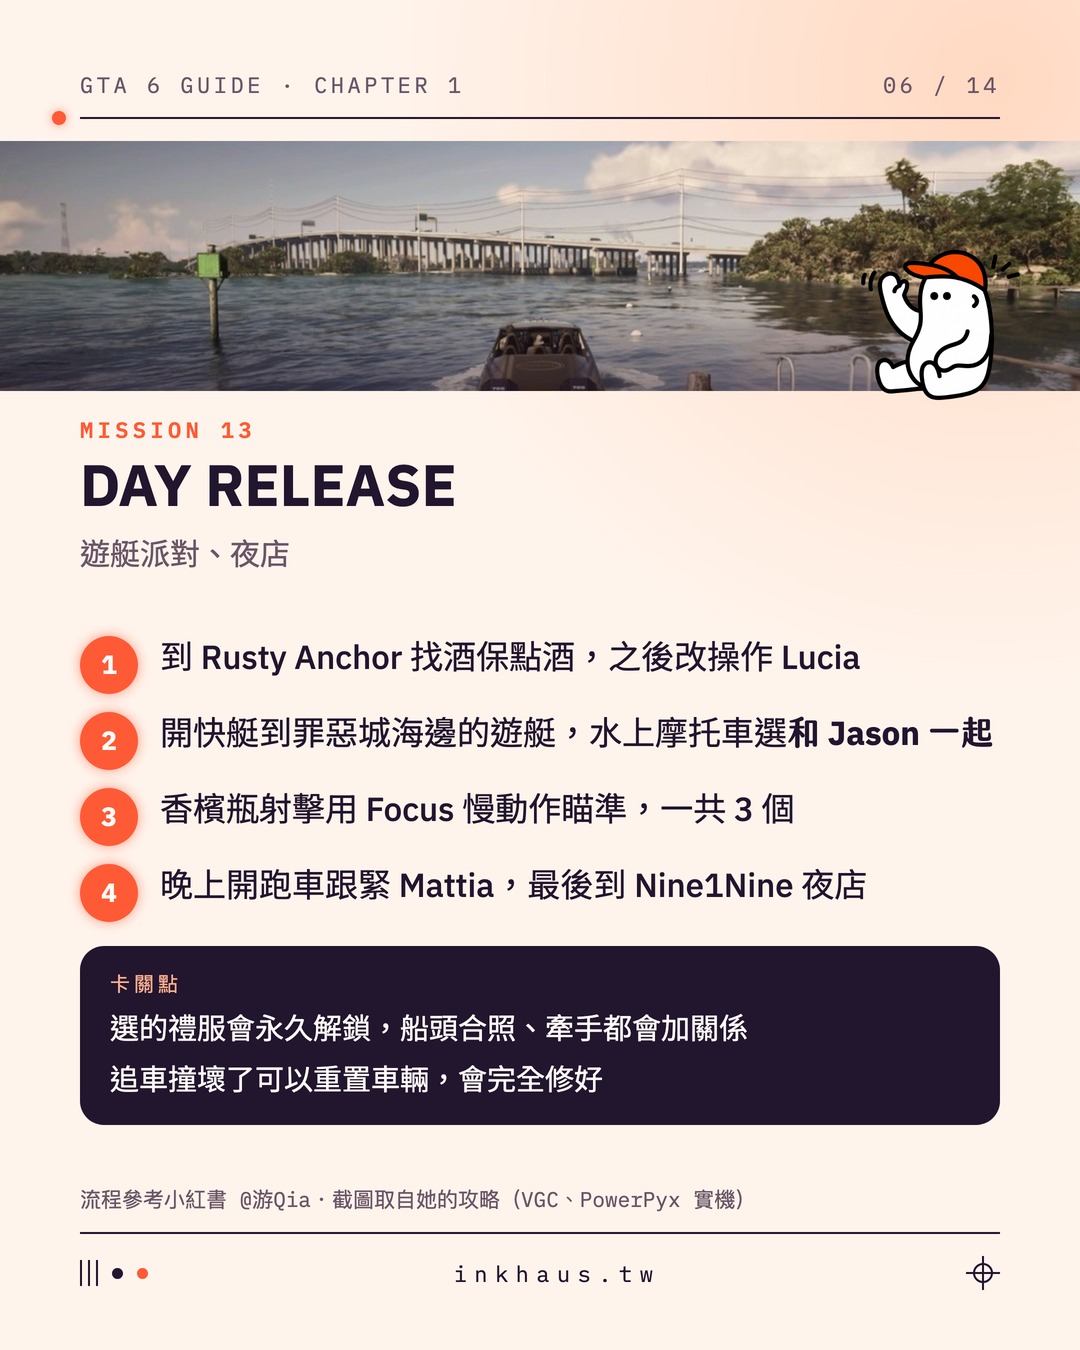 GTA 6 GUIDE · CHAPTER 1
06 / 14
MISSION 13
DAY RELEASE
遊艇派對、夜店
1 到 Rusty Anchor 找酒保點酒，之後改操作 Lucia
2 開快艇到罪惡城海邊的遊艇，水上摩托車選和 Jason 一起
3 香檳瓶射擊用 Focus 慢動作瞄準，一共 3 個
4 晚上開跑車跟緊 Mattia，最後到 Nine1Nine 夜店
卡關點
選的禮服會永久解鎖，船頭合照、牽手都會加關係
追車撞壞了可以重置車輛，會完全修好
流程參考小紅書 @游Qia · 截圖取自她的攻略（VGC、PowerPyx 實機）
inkhaus.tw